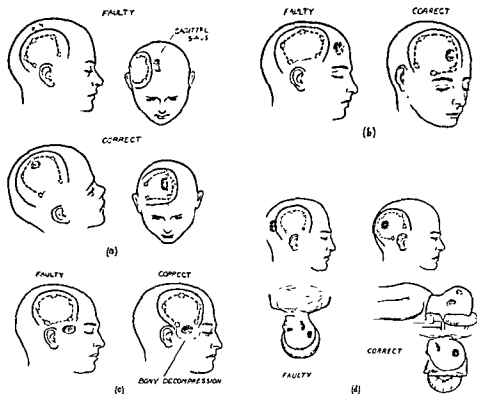 FAULTY
SAGITTAL
SINUS
CORRECT
(a)
FAULTY
CORRECT
(b)
FAULTY
CORRECT
BONY DECOMPRESSION
(c)
FAULTY
CORRECT
(d)